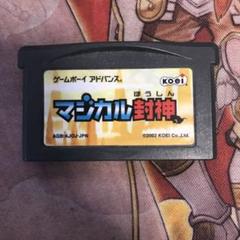 ゲームボーイ アドバンス
KOEI
ほうしん
マジカル封神
AGB-AJOJ-JPN
©2002 KOEI Co.,Ltd.